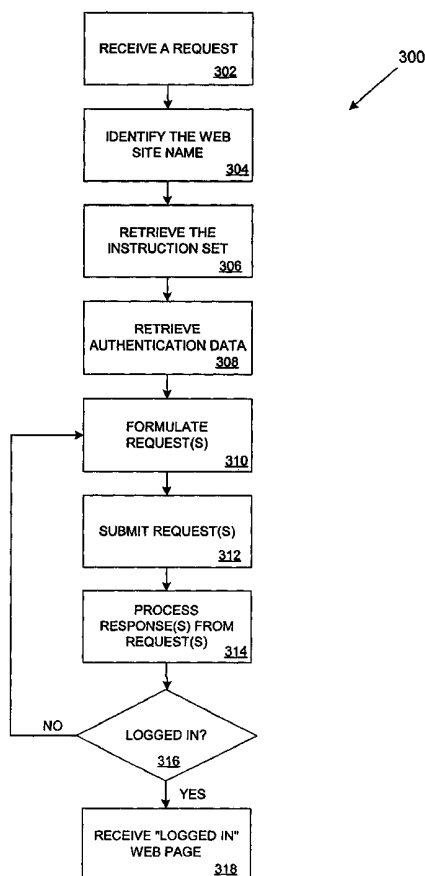 RECEIVE A REQUEST
302
300
IDENTIFY THE WEB
SITE NAME
304
RETRIEVE THE
INSTRUCTION SET
306
RETRIEVE
AUTHENTICATION DATA
308
FORMULATE
REQUEST(S)
310
SUBMIT REQUEST(S)
312
PROCESS
RESPONSE(S) FROM
REQUEST(S)
314
NO
LOGGED IN?
316
YES
RECEIVE "LOGGED IN"
WEB PAGE
318